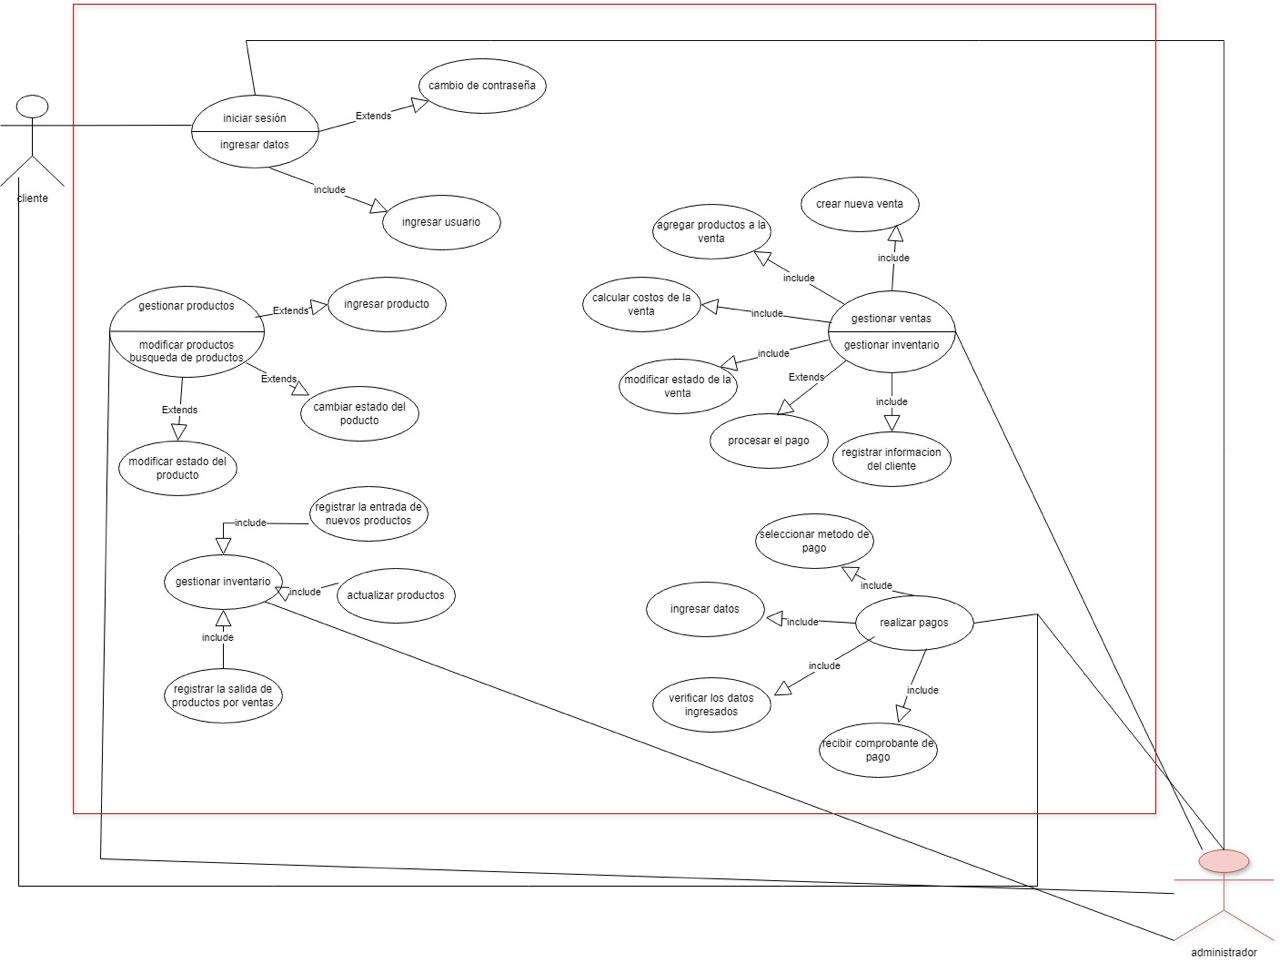 cambio de contraseña
iniciar sesión
Extends
ingresar datos
include
cliente
ingresar usuario
crear nueva venta
agregar productos a la
venta
include
include
gestionar productos
Extends
ingresar producto
calcular costos de la
venta
include
gestionar ventas
gestionar inventario
modificar productos
busqueda de productos
include
Extends
Extends
modificar estado de la
venta
Extends
include
cambiar estado del
poducto
procesar el pago
registrar informacion
del cliente
modificar estado del
producto
registrar la entrada de
nuevos productos
include
seleccionar metodo de
pago
gestionar inventario
include
actualizar productos
include
ingresar datos
include
realizar pagos
include
include
include
registrar la salida de
productos por ventas
verificar los datos
ingresados
recibir comprobante de
pago
administrador